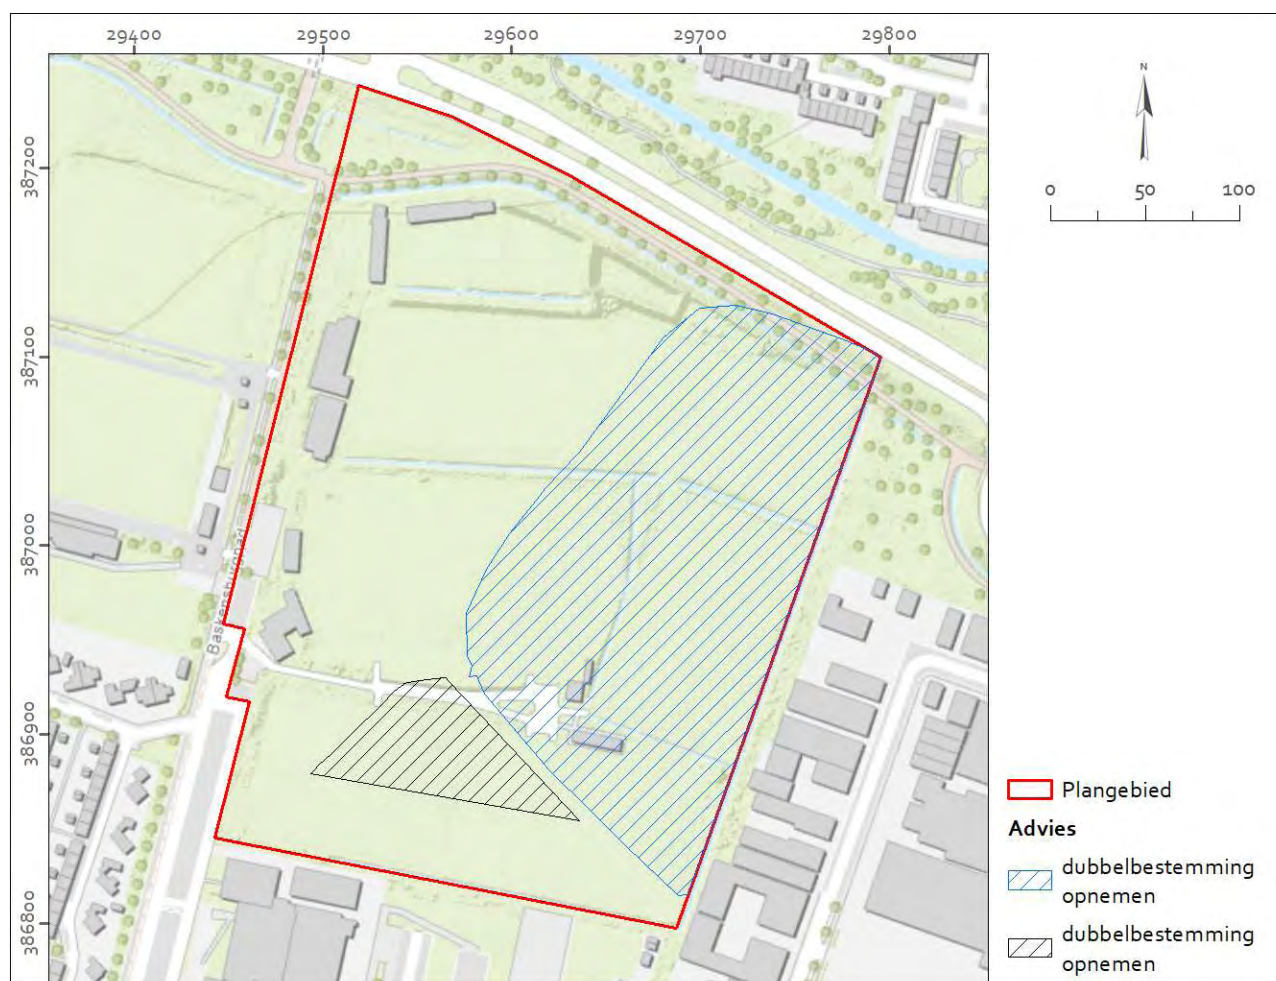 29400 29500 29600 29700 29800
387200
387100
387000
386900
386800
Baskensburgpad
N
0 50 100
Plangebied
Advies
dubbelbestemming
opnemen
dubbelbestemming
opnemen